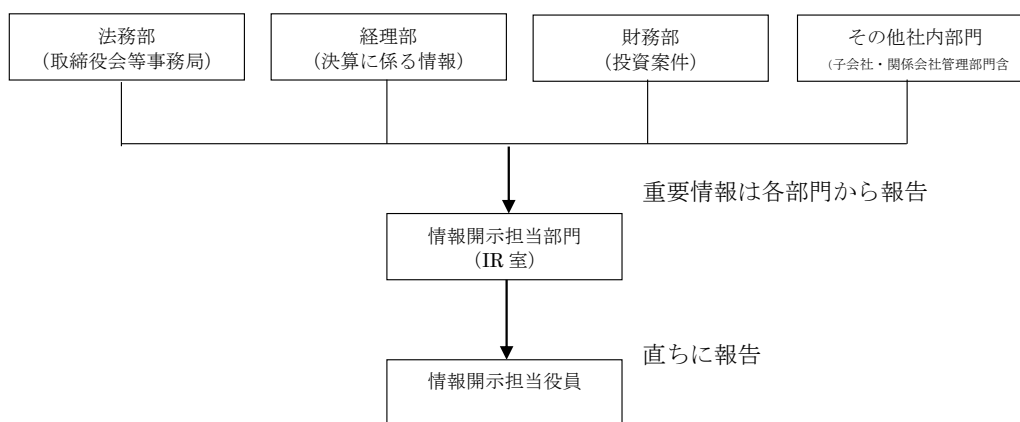 法務部
（取締役会等事務局）
経理部
（決算に係る情報）
財務部
（投資案件）
その他社内部門
（子会社・関係会社管理部門含
重要情報は各部門から報告
情報開示担当部門
（IR 室）
直ちに報告
情報開示担当役員